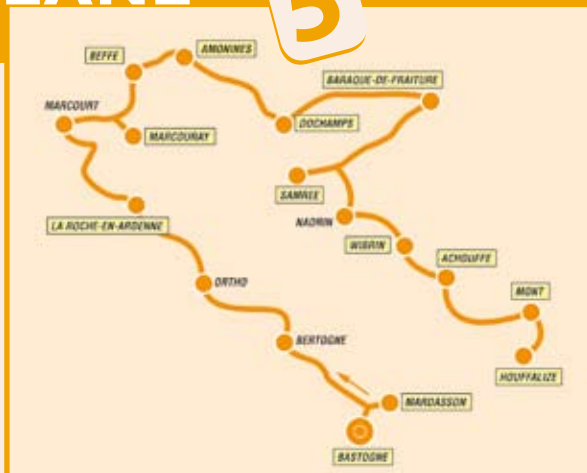 5
BEFFE
AMONINES
BARAQUE-DE-FRAITURE
MARCOURT
MARCOURAY
DOCHAMPS
SAMREE
LA ROCHE-EN-ARDENNE
NADRIN
WIBRIN
ACHOUFFE
ORTHO
MONT
BERTOGNE
HOUFFALIZE
MARDASSON
BASTOGNE